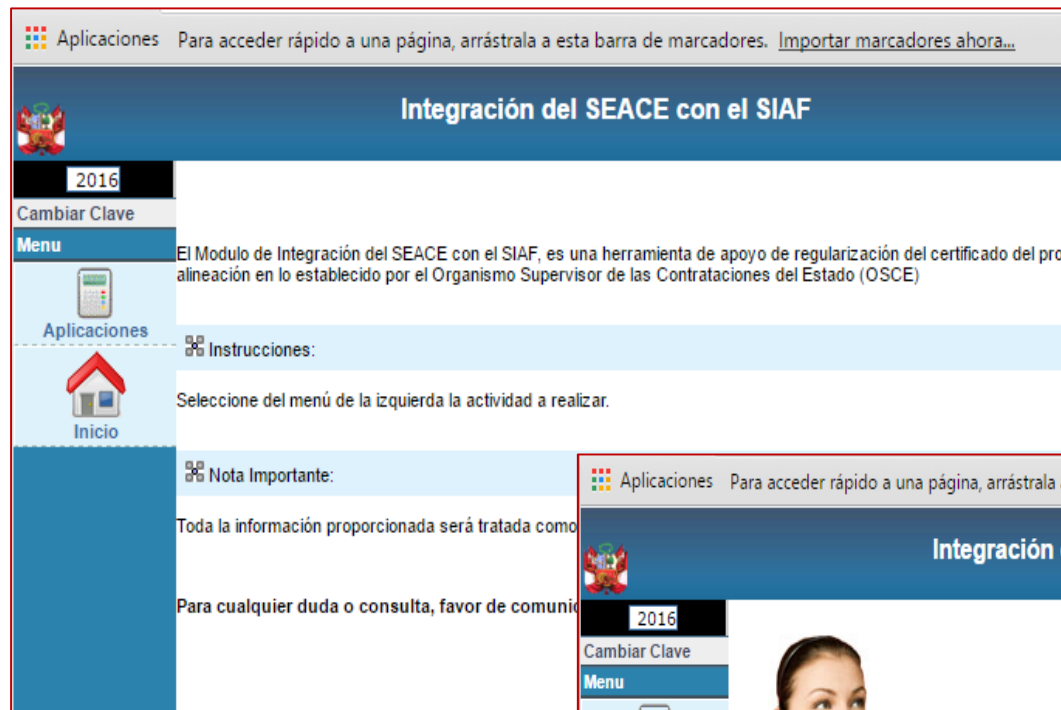 Aplicaciones Para acceder rápido a una página, arrástrala a esta barra de marcadores. Importar marcadores ahora...
Integración del SEACE con el SIAF
2016
Cambiar Clave
Menu
Aplicaciones
Inicio
El Modulo de Integración del SEACE con el SIAF, es una herramienta de apoyo de regularización del certificado del pro
alineación en lo establecido por el Organismo Supervisor de las Contrataciones del Estado (OSCE)
Instrucciones:
Seleccione del menú de la izquierda la actividad a realizar.
Nota Importante:
Toda la información proporcionada será tratada como
Para cualquier duda o consulta, favor de comunic
Aplicaciones Para acceder rápido a una página, arrástrala
Integración
2016
Cambiar Clave
Menu